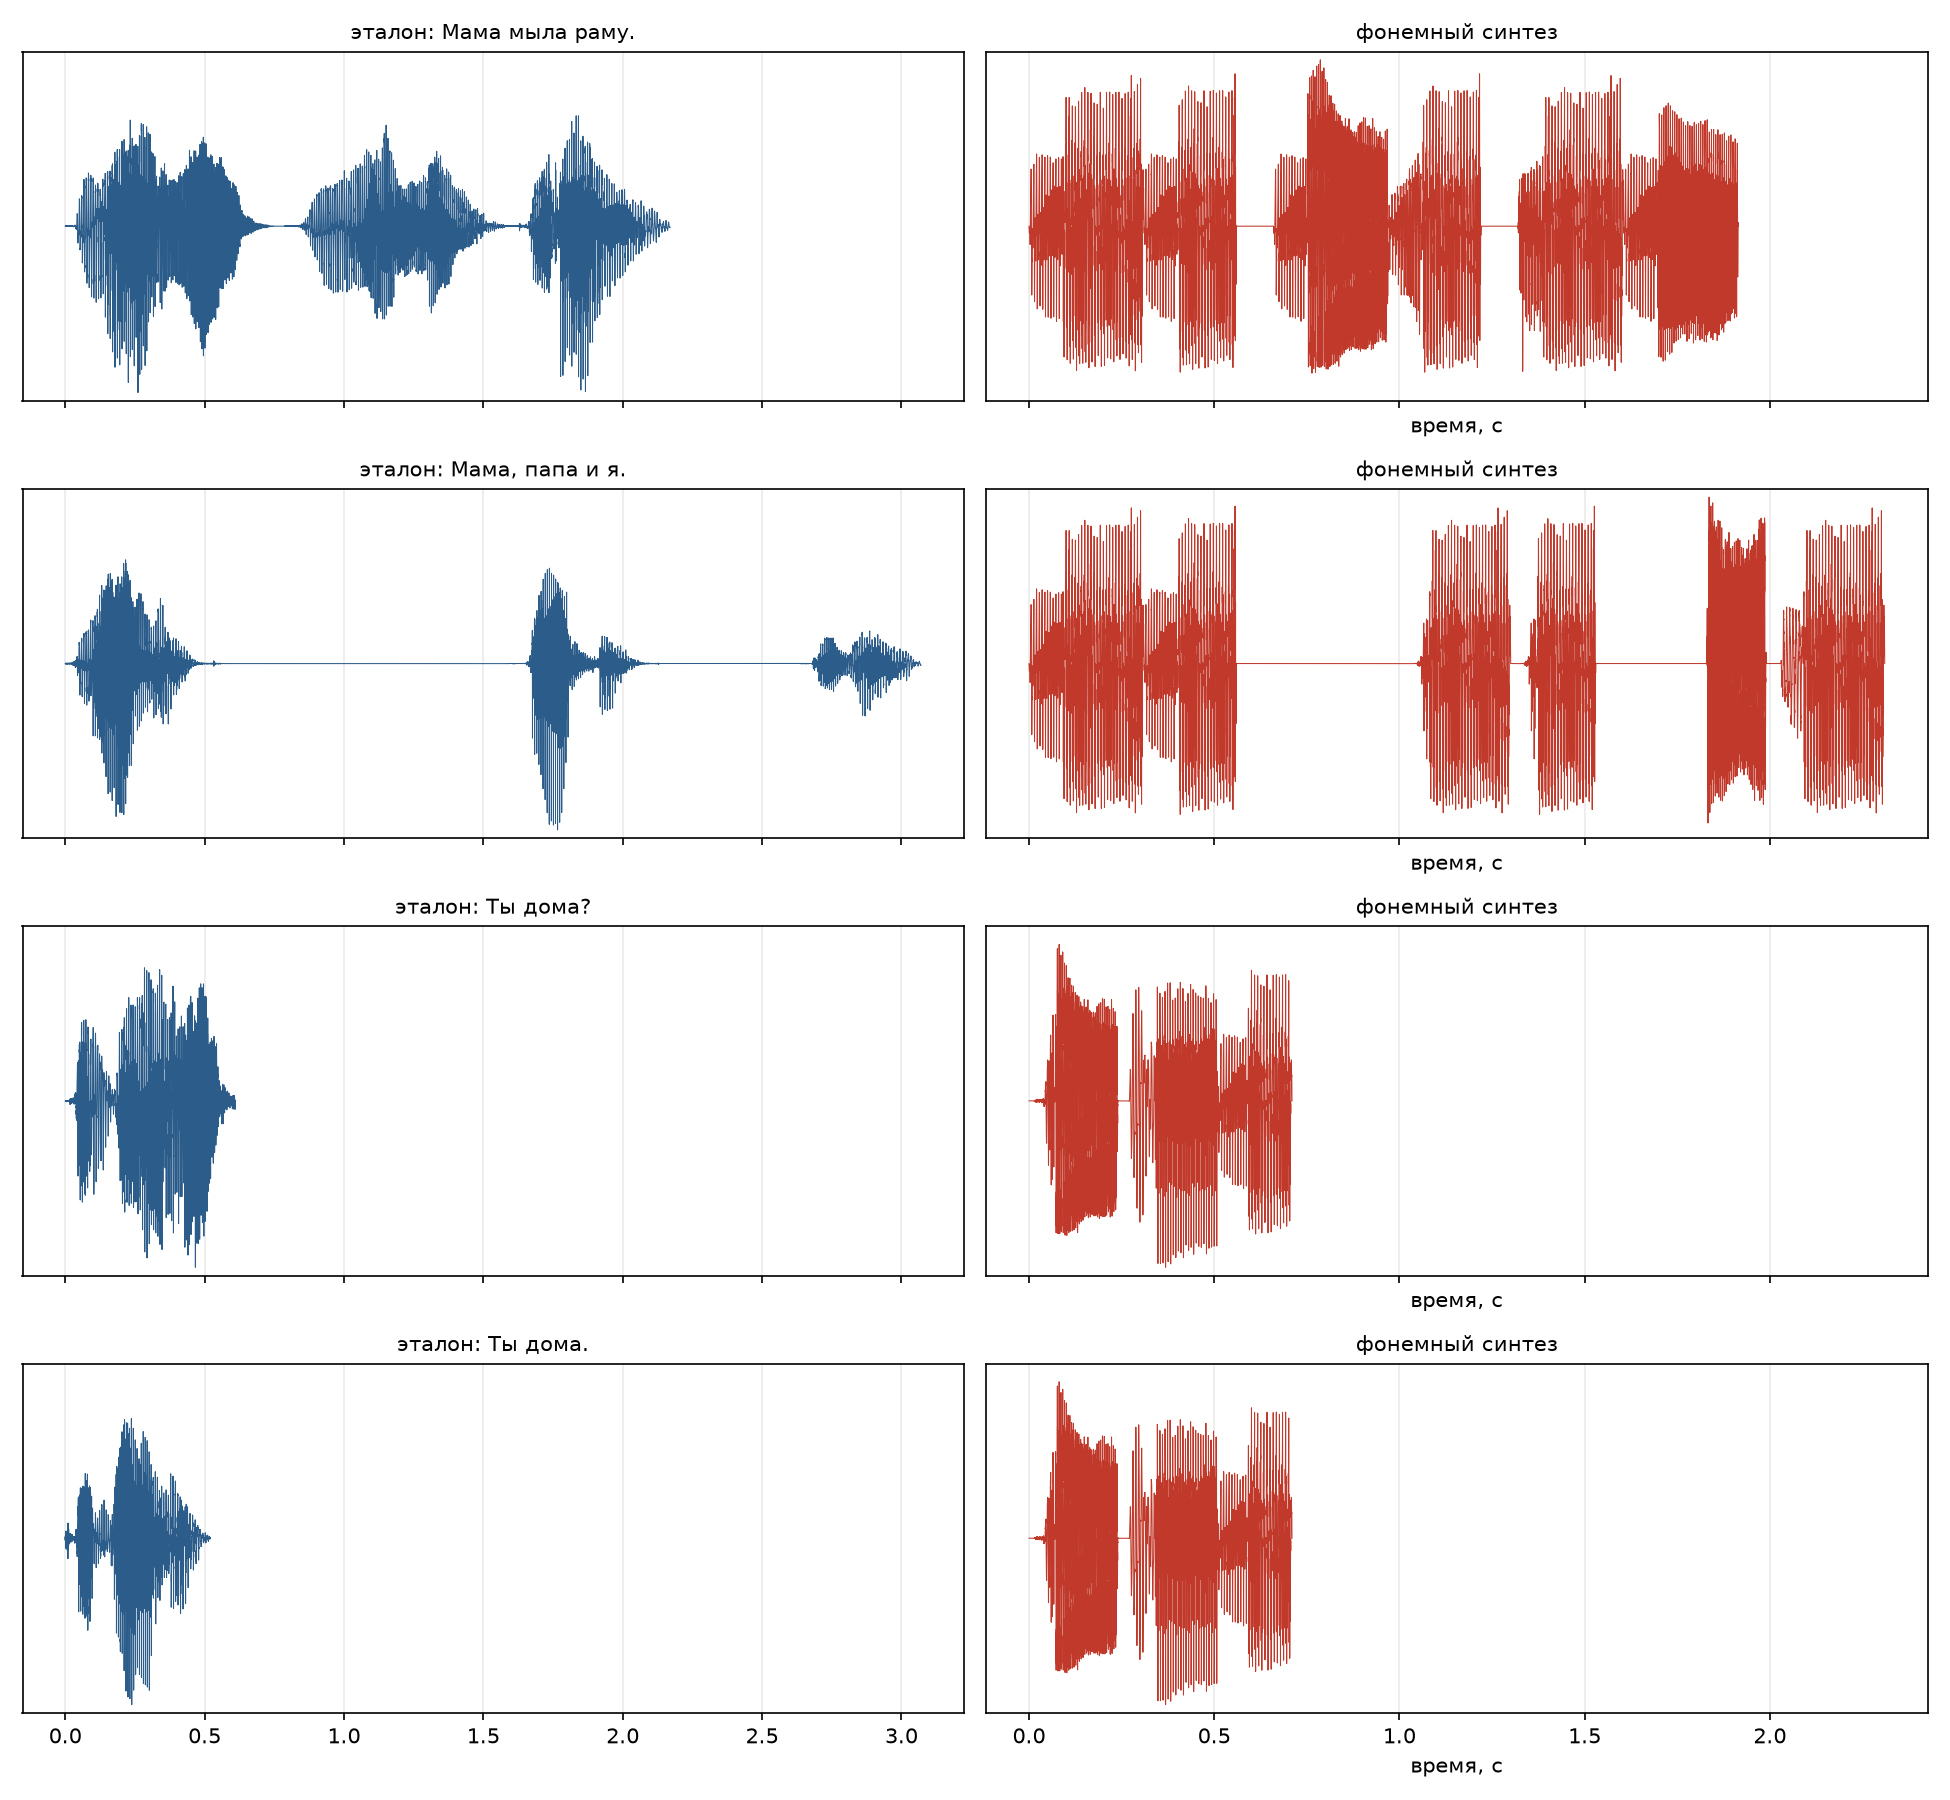 эталон: Мама мыла раму.
фонемный синтез
время, с
эталон: Мама, папа и я.
фонемный синтез
время, с
эталон: Ты дома?
фонемный синтез
время, с
эталон: Ты дома.
фонемный синтез
0.0 0.5 1.0 1.5 2.0 2.5 3.0
0.0 0.5 1.0 1.5 2.0
время, с